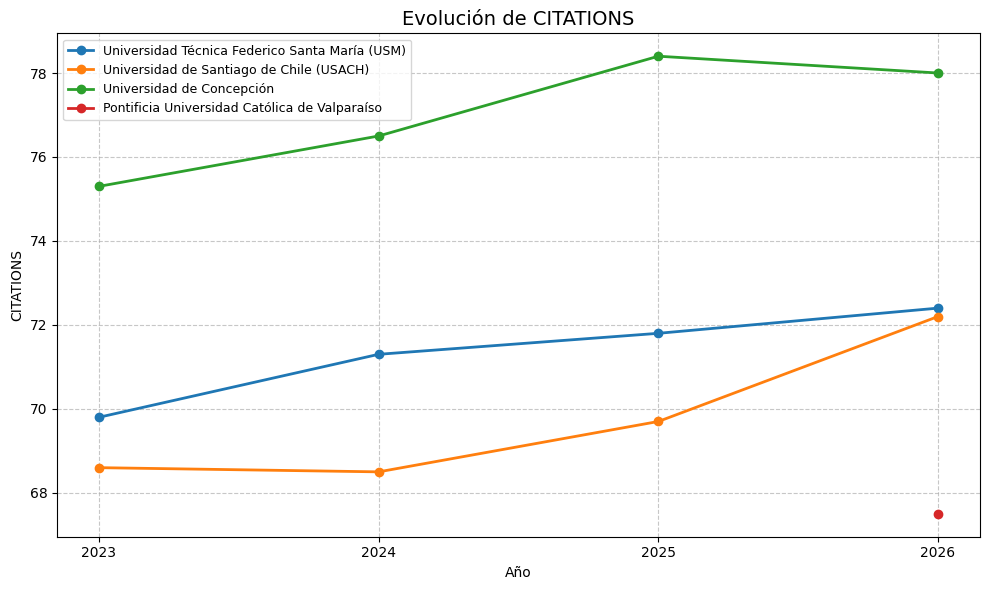 Evolución de CITATIONS
Universidad Técnica Federico Santa María (USM)
Universidad de Santiago de Chile (USACH)
Universidad de Concepción
Pontificia Universidad Católica de Valparaíso
78
76
74
72
70
68
CITATIONS
2023
2024
2025
2026
Año